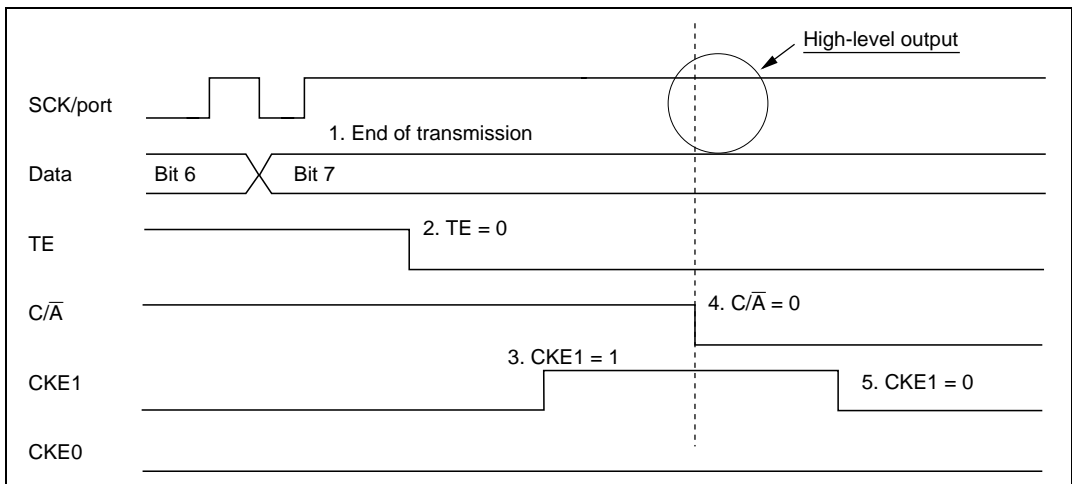 High-level output
SCK/port
1. End of transmission
Data Bit 6 Bit 7
TE 2. TE = 0
C/A̅ 4. C/A̅ = 0
3. CKE1 = 1
CKE1 5. CKE1 = 0
CKE0